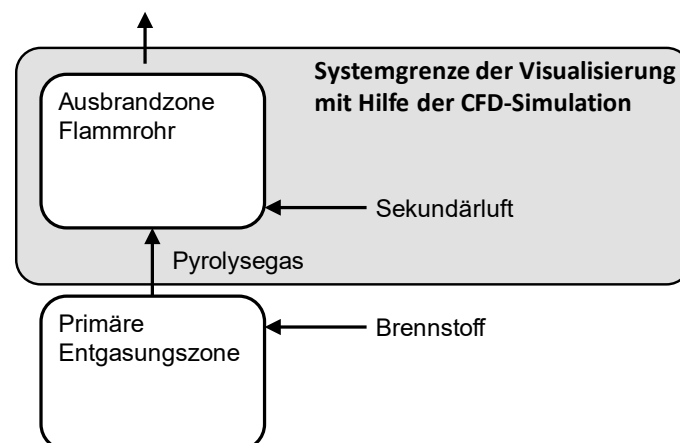 Systemgrenze der Visualisierung
mit Hilfe der CFD-Simulation
Ausbrandzone
Flammrohr
Sekundärluft
Pyrolysegas
Primäre
Entgasungszone
Brennstoff